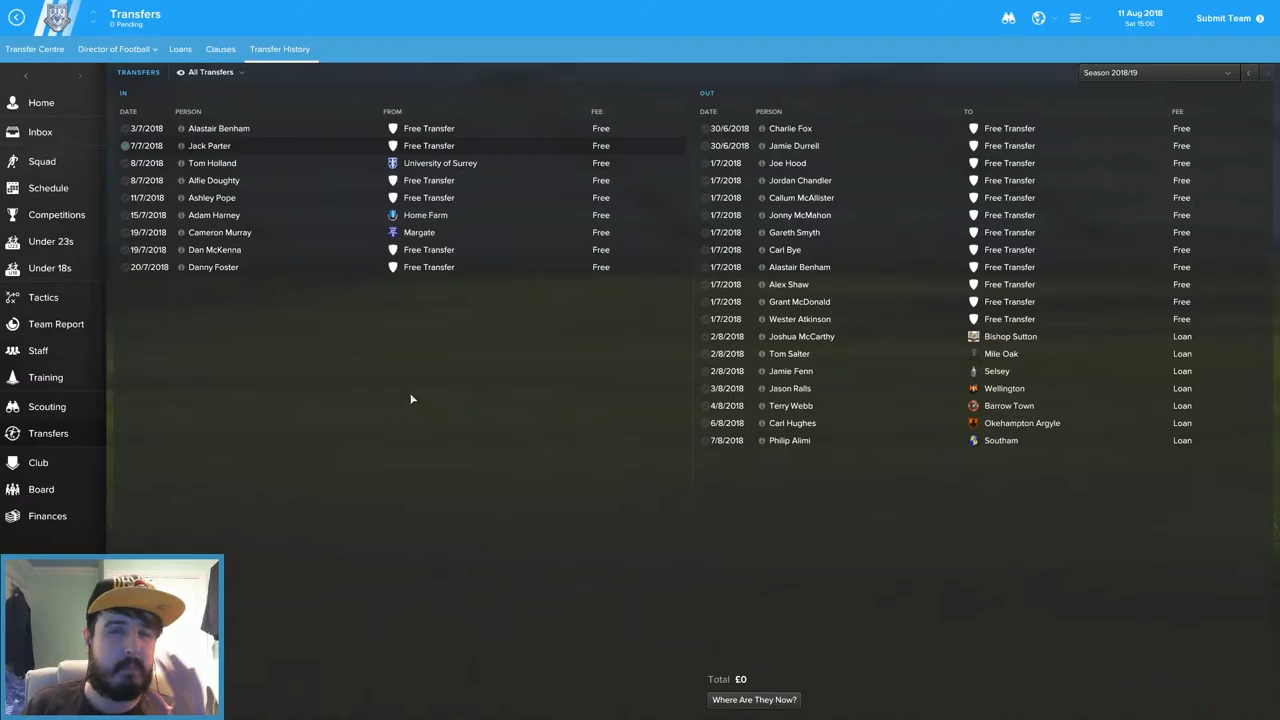 Transfers
0 Pending
11 Aug 2018
Sat 15:00
Submit Team
Transfer Centre Director of Football Loans Clauses Transfer History
TRANSFERS All Transfers Season 2018/19
Home
Inbox
Squad
Schedule
Competitions
Under 23s
Under 18s
Tactics
Team Report
Staff
Training
Scouting
Transfers
Club
Board
Finances
IN
DATE PERSON FROM FEE
3/7/2018 Alastair Benham Free Transfer Free
7/7/2018 Jack Parter Free Transfer Free
8/7/2018 Tom Holland University of Surrey Free
8/7/2018 Alfie Doughty Free Transfer Free
11/7/2018 Ashley Pope Free Transfer Free
15/7/2018 Adam Harney Home Farm Free
19/7/2018 Cameron Murray Margate Free
19/7/2018 Dan McKenna Free Transfer Free
20/7/2018 Danny Foster Free Transfer Free
OUT
DATE PERSON TO FEE
30/6/2018 Charlie Fox Free Transfer Free
30/6/2018 Jamie Durrell Free Transfer Free
1/7/2018 Joe Hood Free Transfer Free
1/7/2018 Jordan Chandler Free Transfer Free
1/7/2018 Callum McAllister Free Transfer Free
1/7/2018 Jonny McMahon Free Transfer Free
1/7/2018 Gareth Smyth Free Transfer Free
1/7/2018 Carl Bye Free Transfer Free
1/7/2018 Alastair Benham Free Transfer Free
1/7/2018 Alex Shaw Free Transfer Free
1/7/2018 Grant McDonald Free Transfer Free
1/7/2018 Wester Atkinson Free Transfer Free
2/8/2018 Joshua McCarthy Bishop Sutton Loan
2/8/2018 Tom Salter Mile Oak Loan
2/8/2018 Jamie Fenn Selsey Loan
3/8/2018 Jason Ralls Wellington Loan
4/8/2018 Terry Webb Barrow Town Loan
6/8/2018 Carl Hughes Okehampton Argyle Loan
7/8/2018 Philip Alimi Southam Loan
Total £0
Where Are They Now?